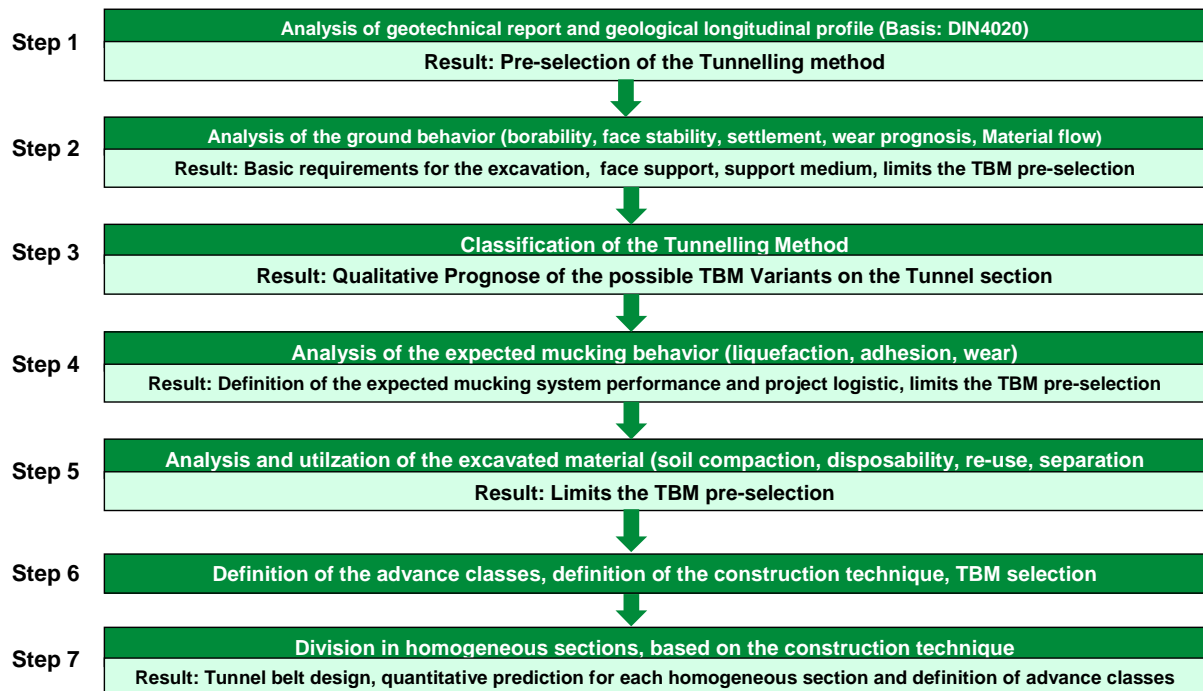 Step 1
Analysis of geotechnical report and geological longitudinal profile (Basis: DIN4020)
Result: Pre-selection of the Tunnelling method
Step 2
Analysis of the ground behavior (borability, face stability, settlement, wear prognosis, Material flow)
Result: Basic requirements for the excavation, face support, support medium, limits the TBM pre-selection
Step 3
Classification of the Tunnelling Method
Result: Qualitative Prognose of the possible TBM Variants on the Tunnel section
Step 4
Analysis of the expected mucking behavior (liquefaction, adhesion, wear)
Result: Definition of the expected mucking system performance and project logistic, limits the TBM pre-selection
Step 5
Analysis and utilzation of the excavated material (soil compaction, disposability, re-use, separation
Result: Limits the TBM pre-selection
Step 6
Definition of the advance classes, definition of the construction technique, TBM selection
Step 7
Division in homogeneous sections, based on the construction technique
Result: Tunnel belt design, quantitative prediction for each homogeneous section and definition of advance classes